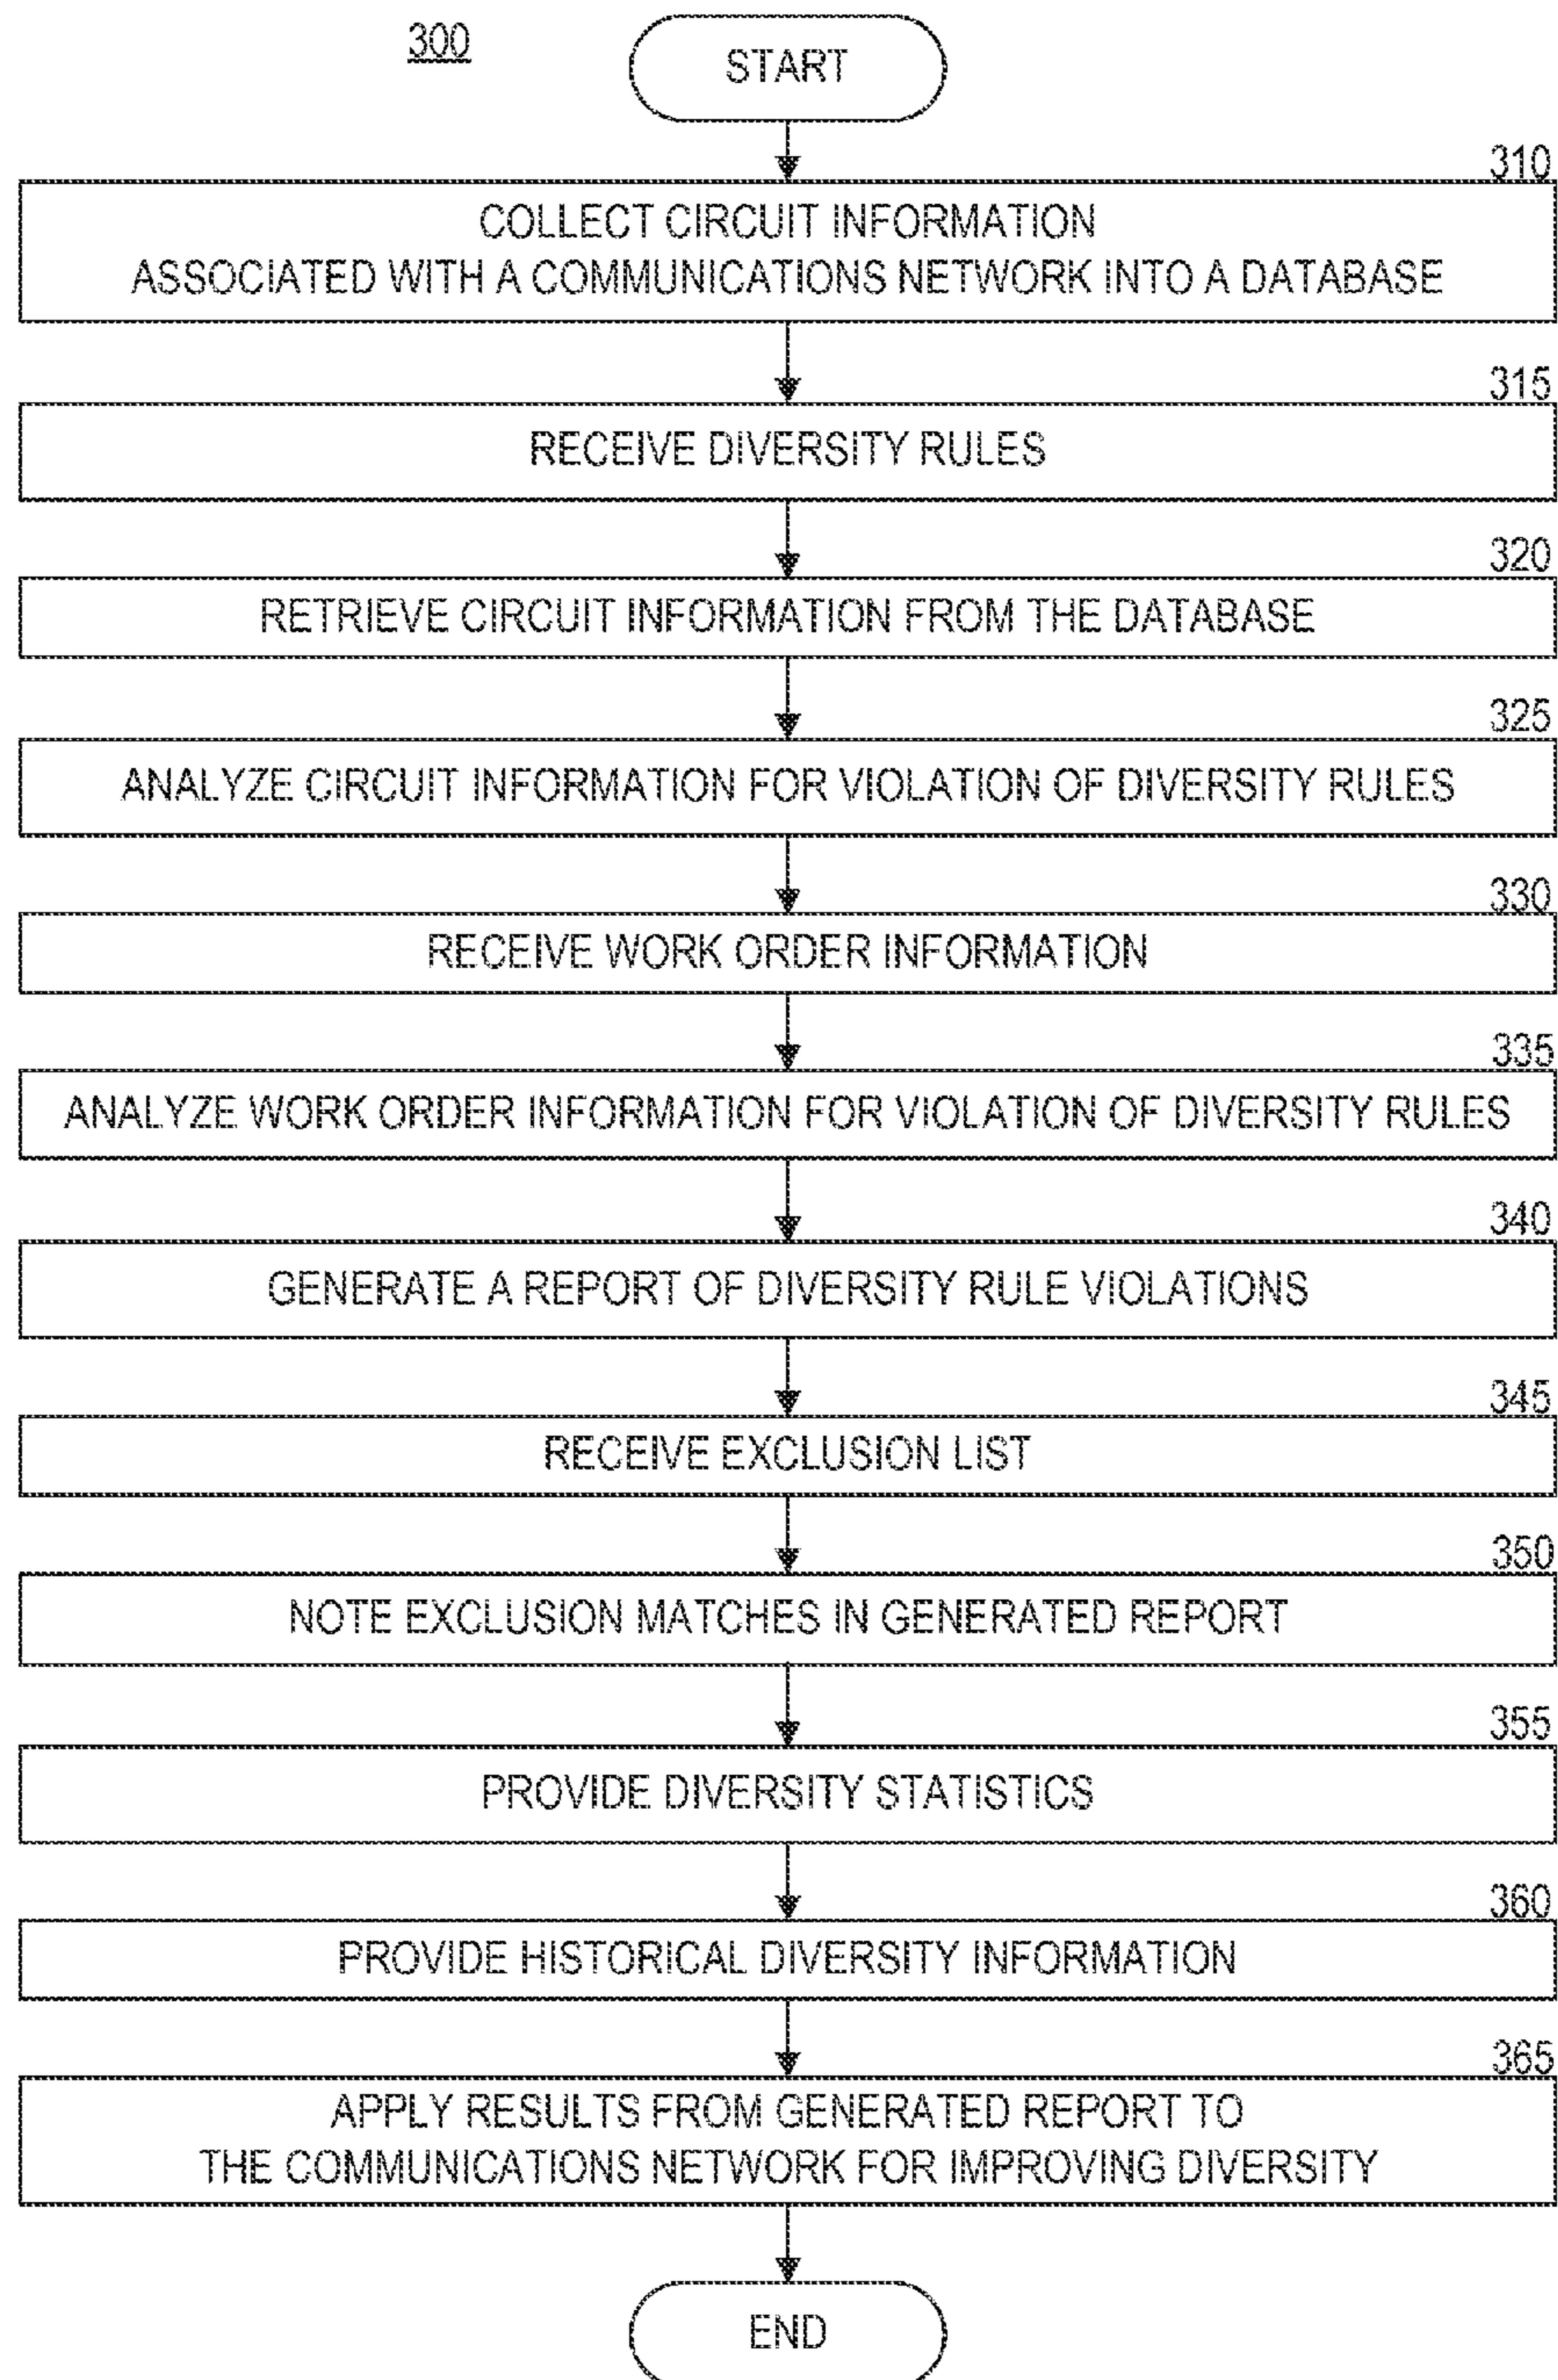 300
START
310
COLLECT CIRCUIT INFORMATION
ASSOCIATED WITH A COMMUNICATIONS NETWORK INTO A DATABASE
315
RECEIVE DIVERSITY RULES
320
RETRIEVE CIRCUIT INFORMATION FROM THE DATABASE
325
ANALYZE CIRCUIT INFORMATION FOR VIOLATION OF DIVERSITY RULES
330
RECEIVE WORK ORDER INFORMATION
335
ANALYZE WORK ORDER INFORMATION FOR VIOLATION OF DIVERSITY RULES
340
GENERATE A REPORT OF DIVERSITY RULE VIOLATIONS
345
RECEIVE EXCLUSION LIST
350
NOTE EXCLUSION MATCHES IN GENERATED REPORT
355
PROVIDE DIVERSITY STATISTICS
360
PROVIDE HISTORICAL DIVERSITY INFORMATION
365
APPLY RESULTS FROM GENERATED REPORT TO
THE COMMUNICATIONS NETWORK FOR IMPROVING DIVERSITY
END